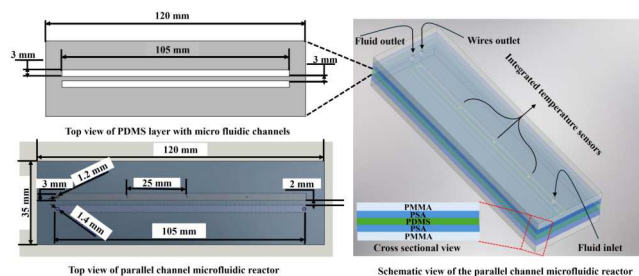 120 mm
3 mm
105 mm
3 mm
Top view of PDMS layer with micro fluidic channels
120 mm
1.2 mm
3 mm
25 mm
2 mm
35 mm
1.4 mm
105 mm
Top view of parallel channel microfluidic reactor
Fluid outlet
Wires outlet
Integrated temperature sensors
PMMA
PSA
PDMS
PSA
PMMA
Cross sectional view
Fluid inlet
Schematic view of the parallel channel microfluidic reactor